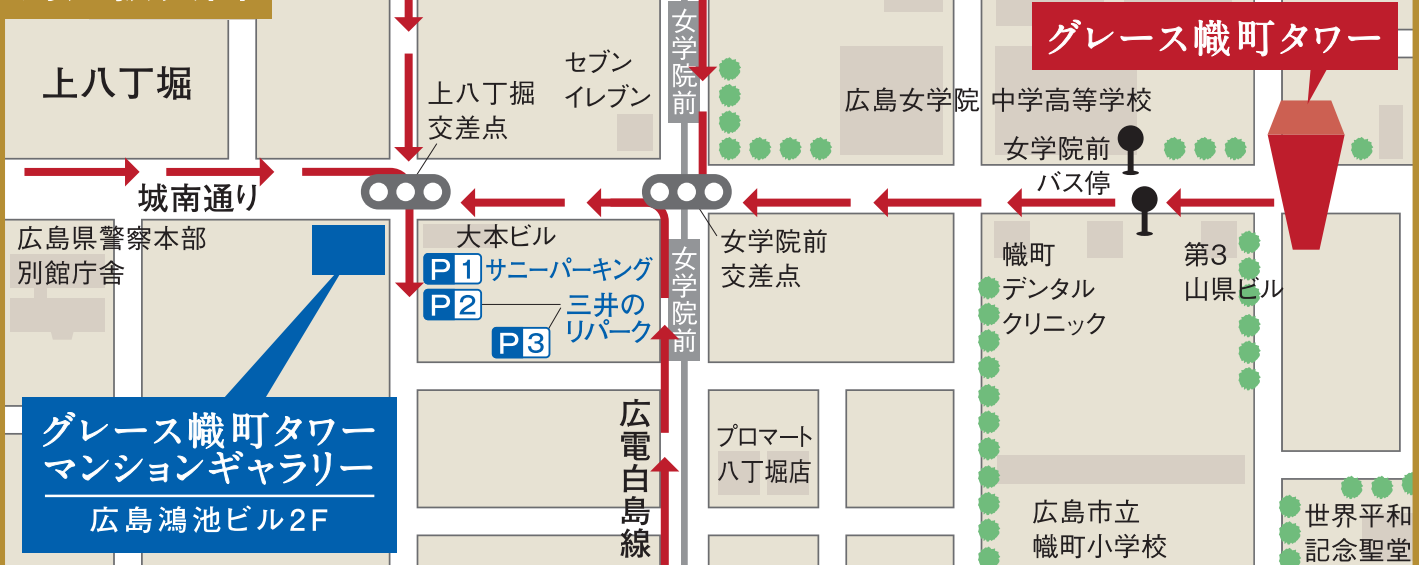 グレース幟町タワー
上八丁堀
セブン
イレブン
上八丁掘
交差点
女学院前
広島女学院 中学高等学校
女学院前
バス停
城南通り
広島県警察本部
別館庁舎
大本ビル
P1 サニーパーキング
P2 三井の
リパーク
P3
女学院前
女学院前
交差点
幟町
デンタル
クリニック
第3
山県ビル
グレース幟町タワー
マンションギャラリー
広島鴻池ビル2F
広電白島線
プロマート
八丁堀店
広島市立
幟町小学校
世界平和
記念聖堂